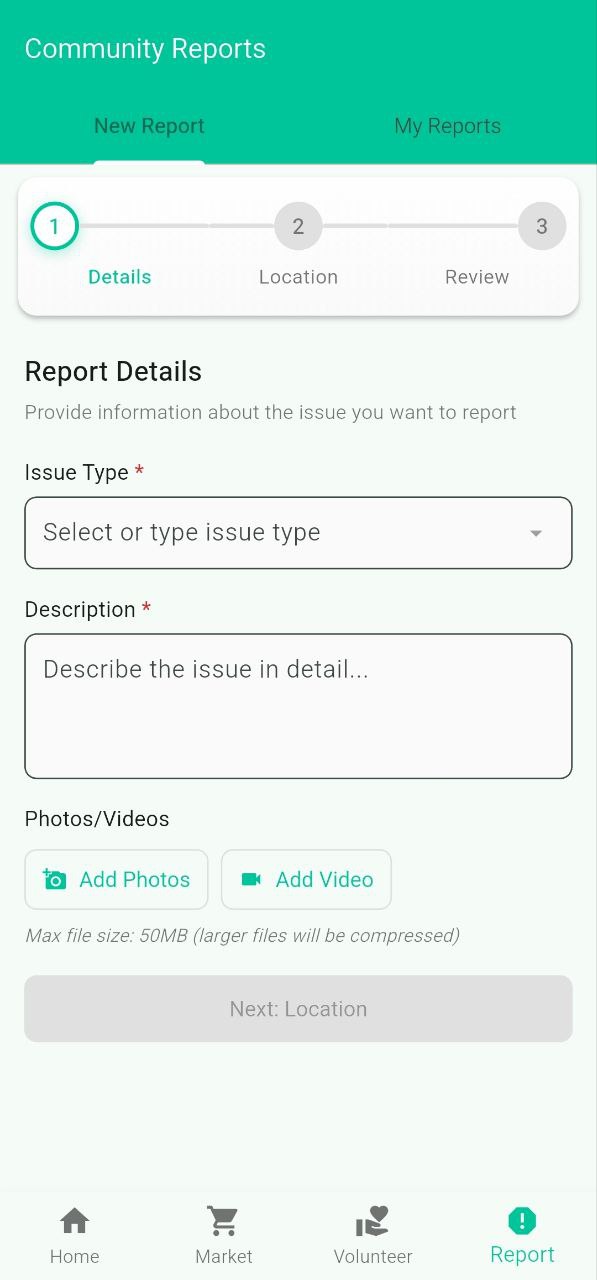 Community Reports
New Report My Reports
1 2 3
Details Location Review
Report Details
Provide information about the issue you want to report
Issue Type *
Select or type issue type
Description *
Describe the issue in detail...
Photos/Videos
Add Photos Add Video
Max file size: 50MB (larger files will be compressed)
Next: Location
Home Market Volunteer Report